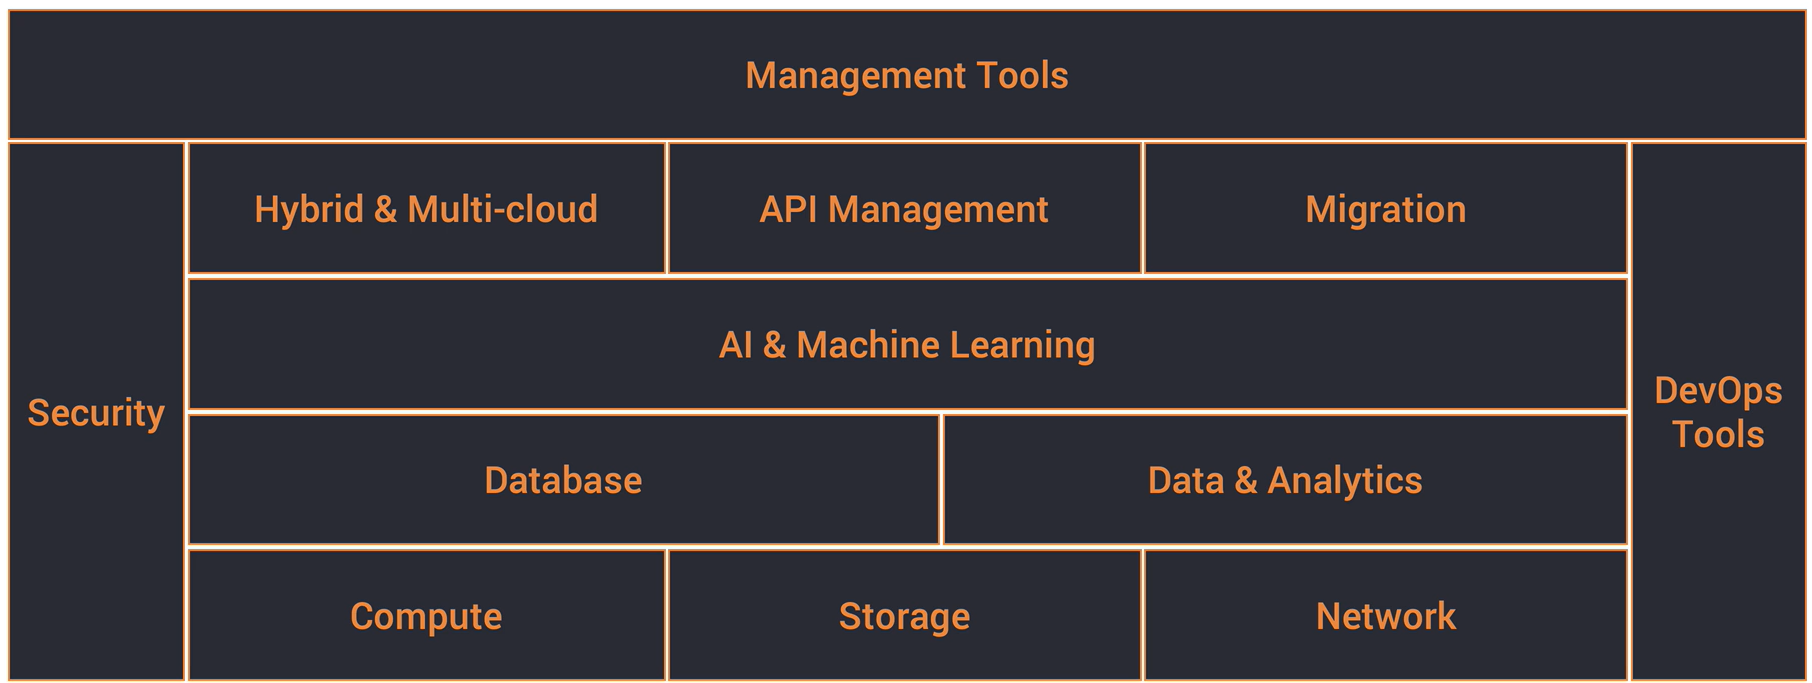 Management Tools
Hybrid & Multi-cloud
API Management
Migration
AI & Machine Learning
Security
DevOps
Tools
Database
Data & Analytics
Compute
Storage
Network